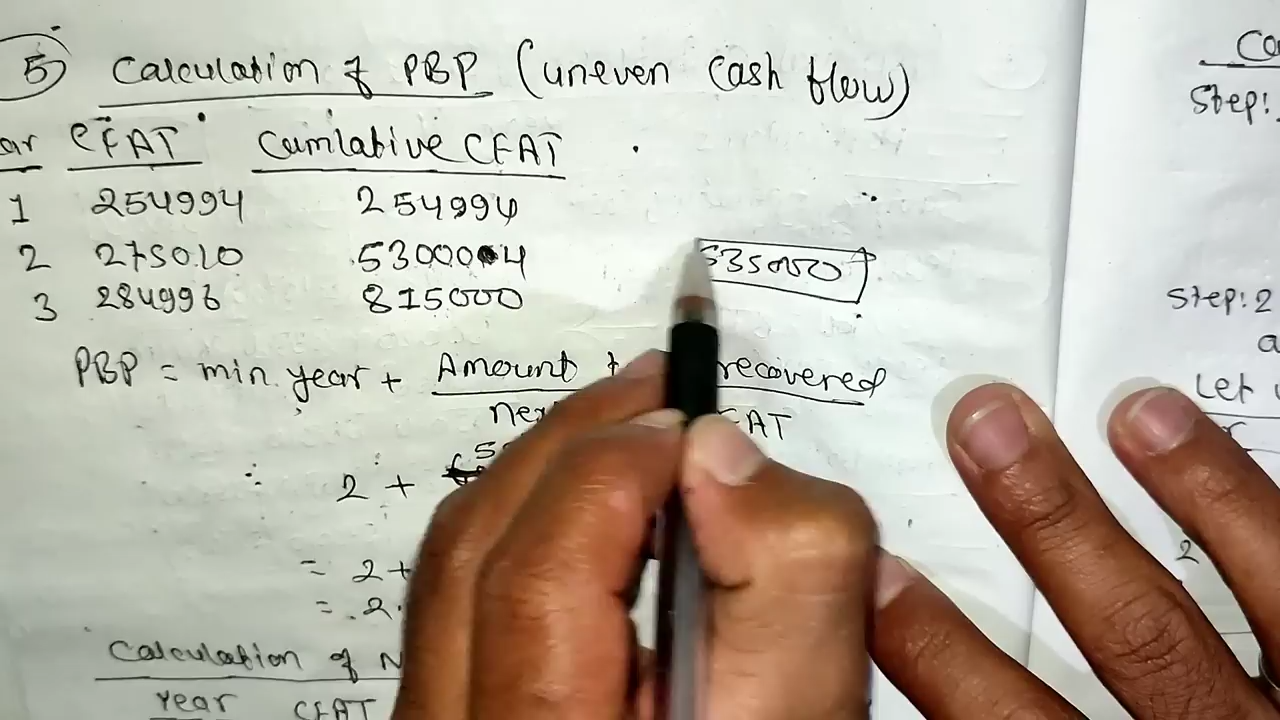 5 Calculation of PBP (uneven cash flow)
ar CFAT Cumlative CFAT
1 254994 254994
2 275010 530004 535000
3 284996 815000
PBP = min year + Amount recovered
2 +
= 2+
= 2.
Calculation of N
Year CFAT
Co
Step:
Step:2
a
Let
2